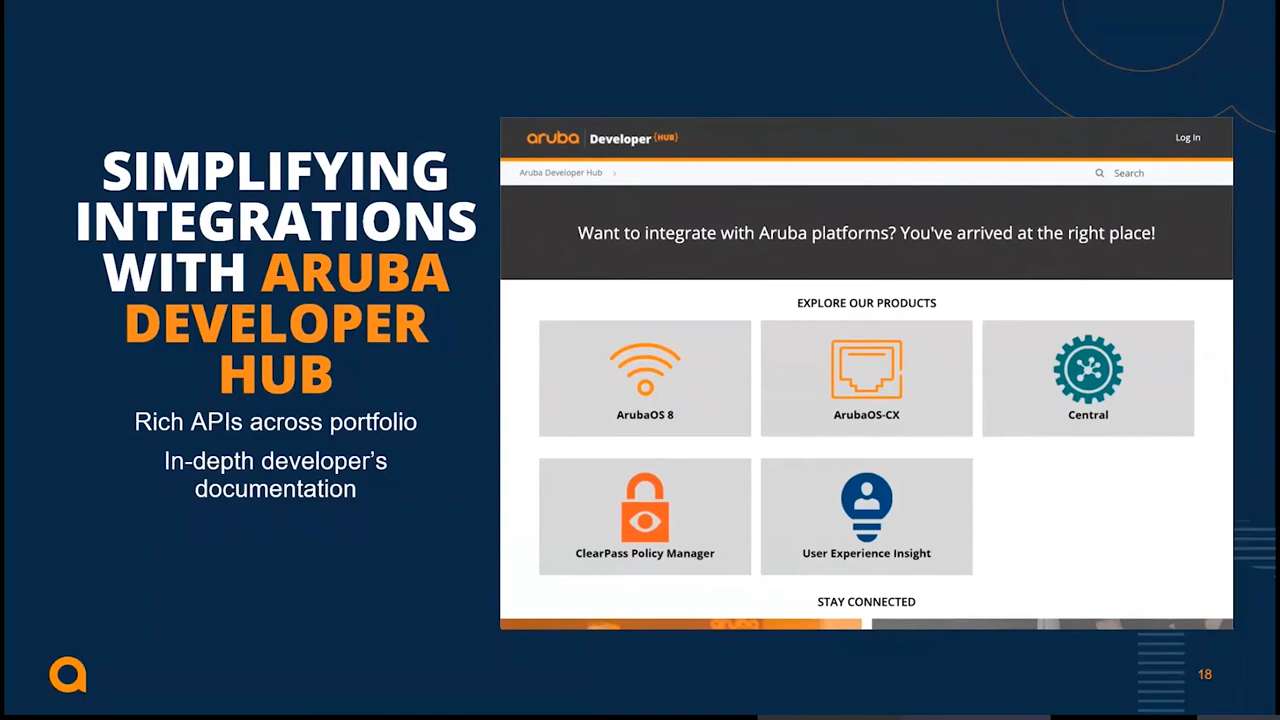 SIMPLIFYING
INTEGRATIONS
WITH ARUBA
DEVELOPER
HUB
Rich APIs across portfolio
In-depth developer’s
documentation
aruba Developer {HUB}
Log In
Aruba Developer Hub >
Search
Want to integrate with Aruba platforms? You've arrived at the right place!
EXPLORE OUR PRODUCTS
ArubaOS 8
ArubaOS-CX
Central
ClearPass Policy Manager
User Experience Insight
STAY CONNECTED
18